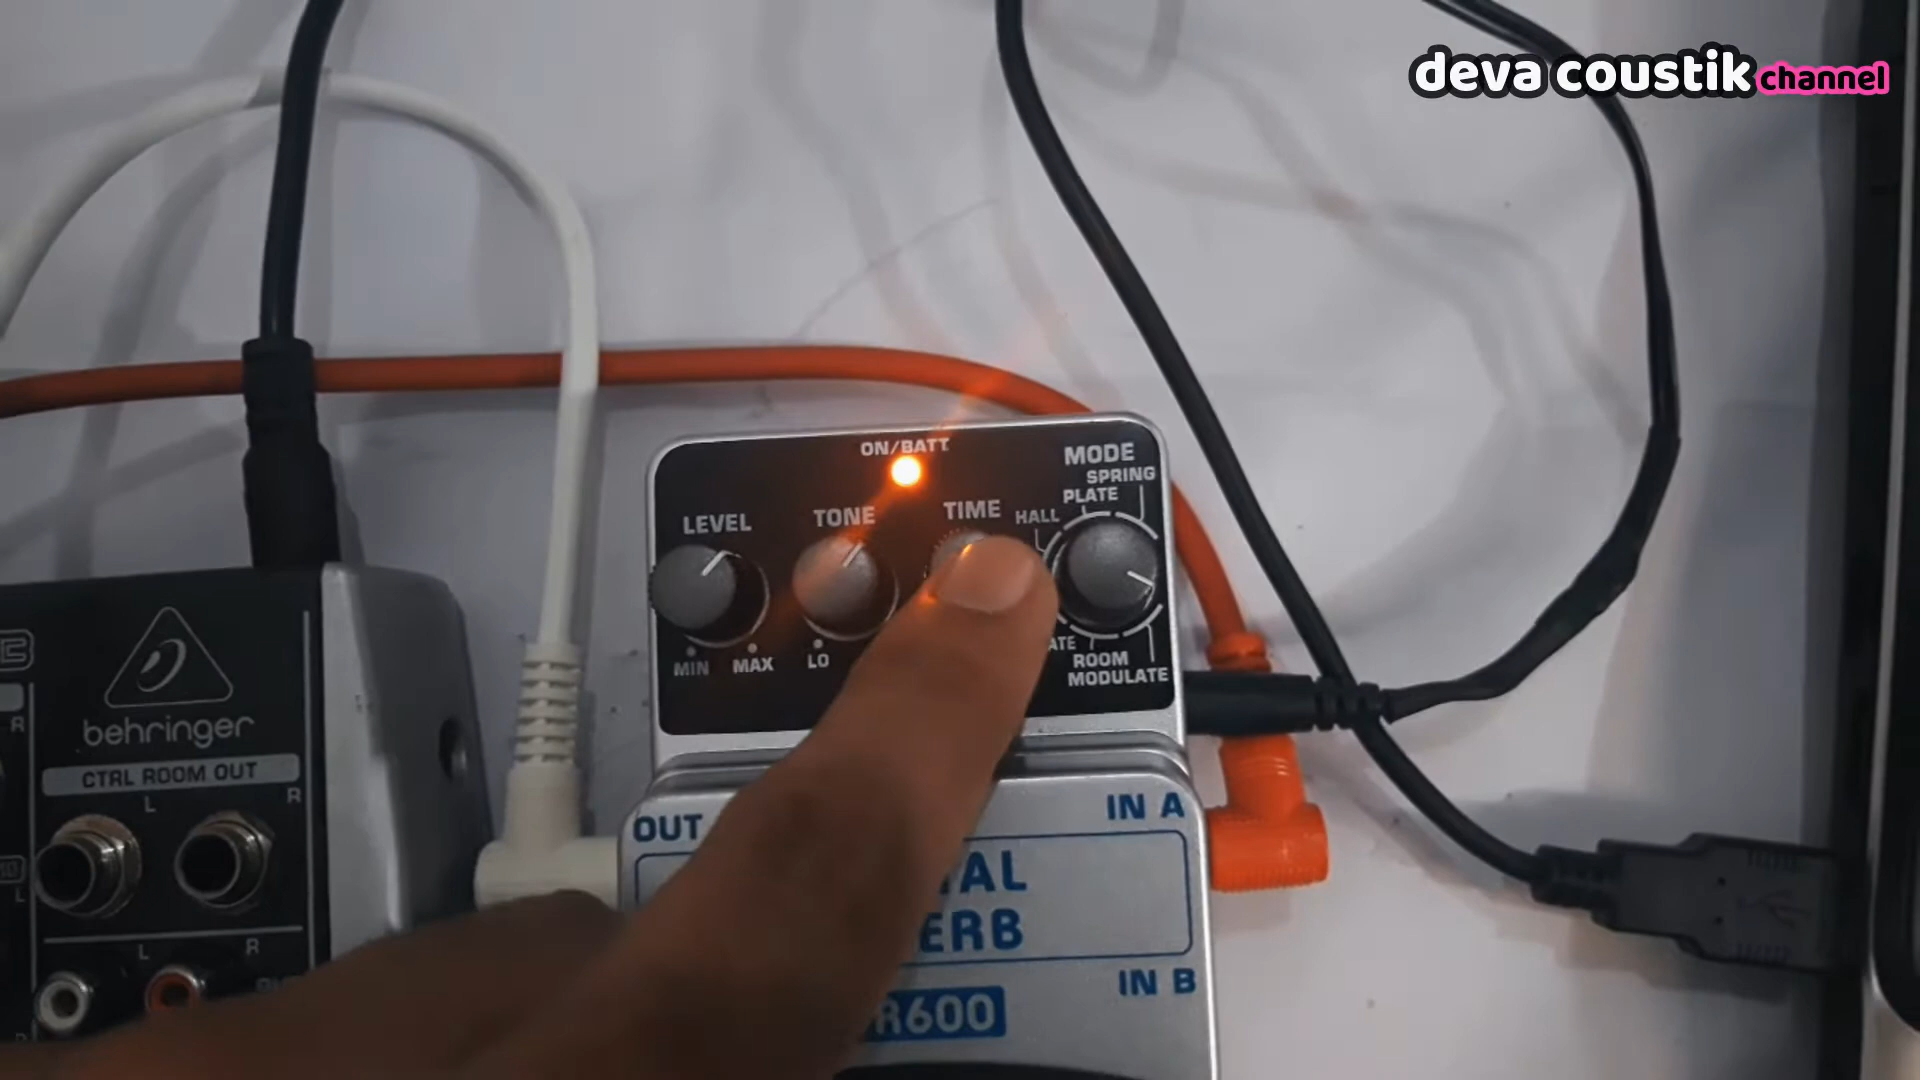 deva coustik channel
ON/BATT
MODE
SPRING
PLATE
HALL
LEVEL
TONE
TIME
MIN
MAX
LO
ROOM
MODULATE
behringer
CTRL ROOM OUT
L
R
R
L
L
R
OUT
IN A
IN B